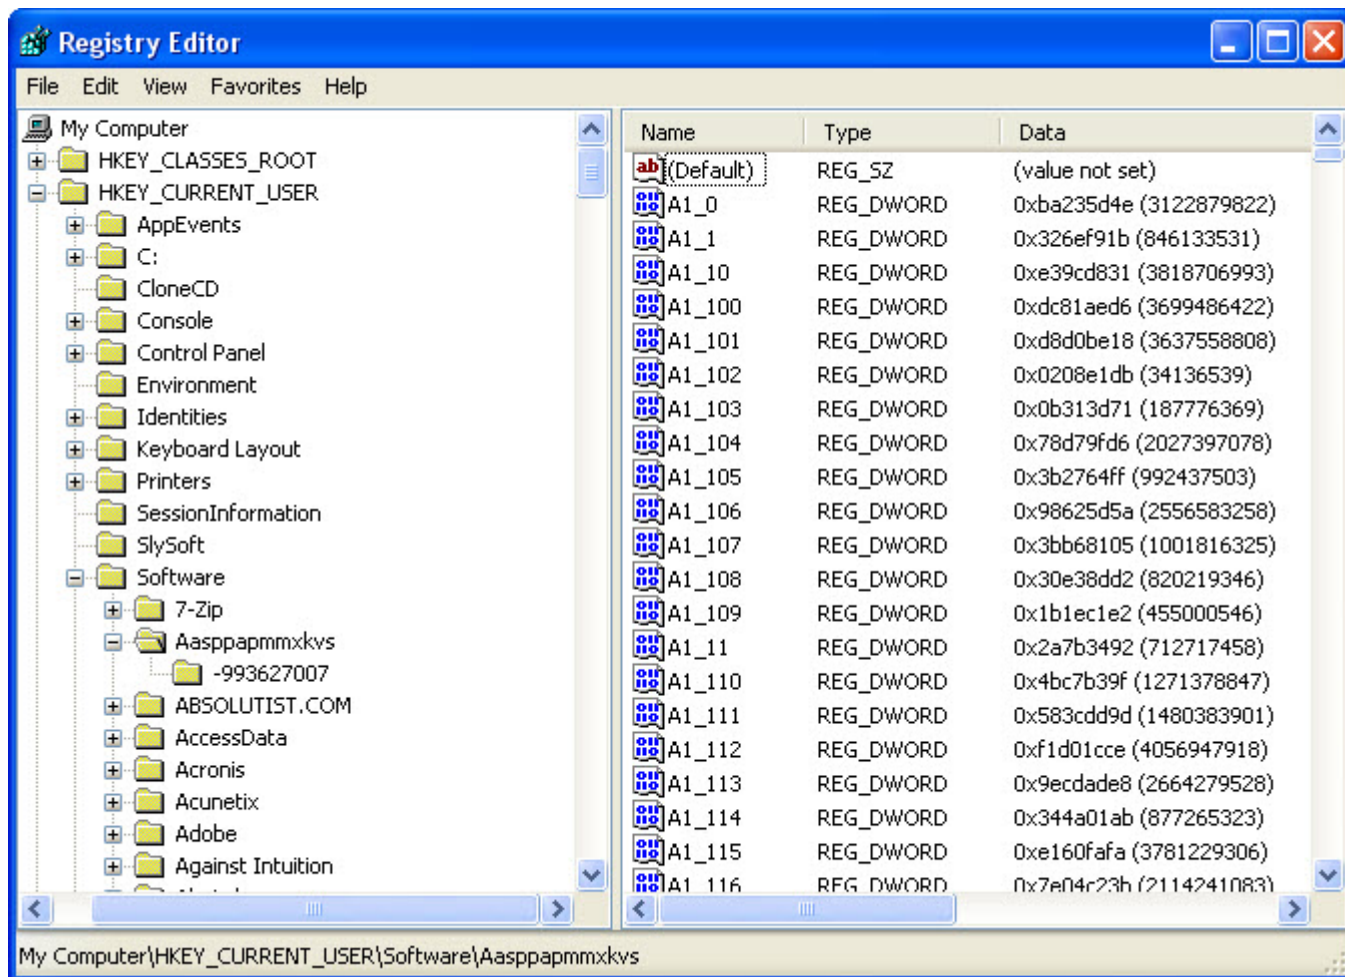 Registry Editor
File Edit View Favorites Help
My Computer
HKEY_CLASSES_ROOT
HKEY_CURRENT_USER
AppEvents
C:
CloneCD
Console
Control Panel
Environment
Identities
Keyboard Layout
Printers
SessionInformation
SlySoft
Software
7-Zip
Aasppapmmxkvs
-993627007
ABSOLUTIST.COM
AccessData
Acronis
Acunetix
Adobe
Against Intuition
Name Type Data
(Default) REG_SZ (value not set)
A1_0 REG_DWORD 0xba235d4e (3122879822)
A1_1 REG_DWORD 0x326ef91b (846133531)
A1_10 REG_DWORD 0xe39cd831 (3818706993)
A1_100 REG_DWORD 0xdc81aed6 (3699486422)
A1_101 REG_DWORD 0xd8d0be18 (3637558808)
A1_102 REG_DWORD 0x0208e1db (34136539)
A1_103 REG_DWORD 0x0b313d71 (187776369)
A1_104 REG_DWORD 0x78d79fd6 (2027397078)
A1_105 REG_DWORD 0x3b2764ff (992437503)
A1_106 REG_DWORD 0x98625d5a (2556583258)
A1_107 REG_DWORD 0x3bb68105 (1001816325)
A1_108 REG_DWORD 0x30e38dd2 (820219346)
A1_109 REG_DWORD 0x1b1ec1e2 (455000546)
A1_11 REG_DWORD 0x2a7b3492 (712717458)
A1_110 REG_DWORD 0x4bc7b39f (1271378847)
A1_111 REG_DWORD 0x583cdd9d (1480383901)
A1_112 REG_DWORD 0xf1d01cce (4056947918)
A1_113 REG_DWORD 0x9ecdade8 (2664279528)
A1_114 REG_DWORD 0x344a01ab (877265323)
A1_115 REG_DWORD 0xe160fafa (3781229306)
A1_116 REG_DWORD 0x7e04c23b (2114241083)
My Computer\HKEY_CURRENT_USER\Software\Aasppapmmxkvs